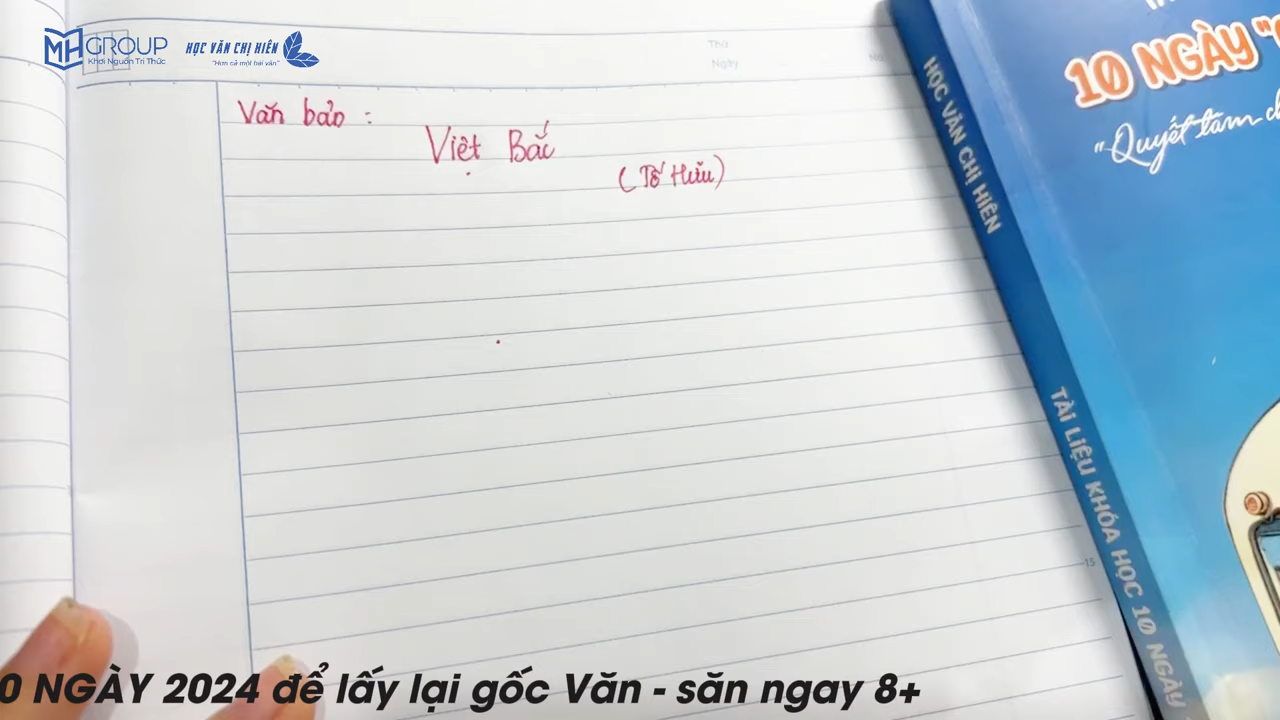 MHGROUP
Khơi Nguồn Tri Thức
HỌC VĂN CHỊ HIÊN
"Hơn cả một bài văn"
Thứ
Ngày
Văn bản :
Việt Bắc
(Tố Hữu)
10 NGÀY
"Quyết tâm
HỌC VĂN CHỊ HIÊN
TÀI LIỆU KHÓA HỌC 10 NGÀY
15
0 NGÀY 2024 để lấy lại gốc Văn - săn ngay 8+